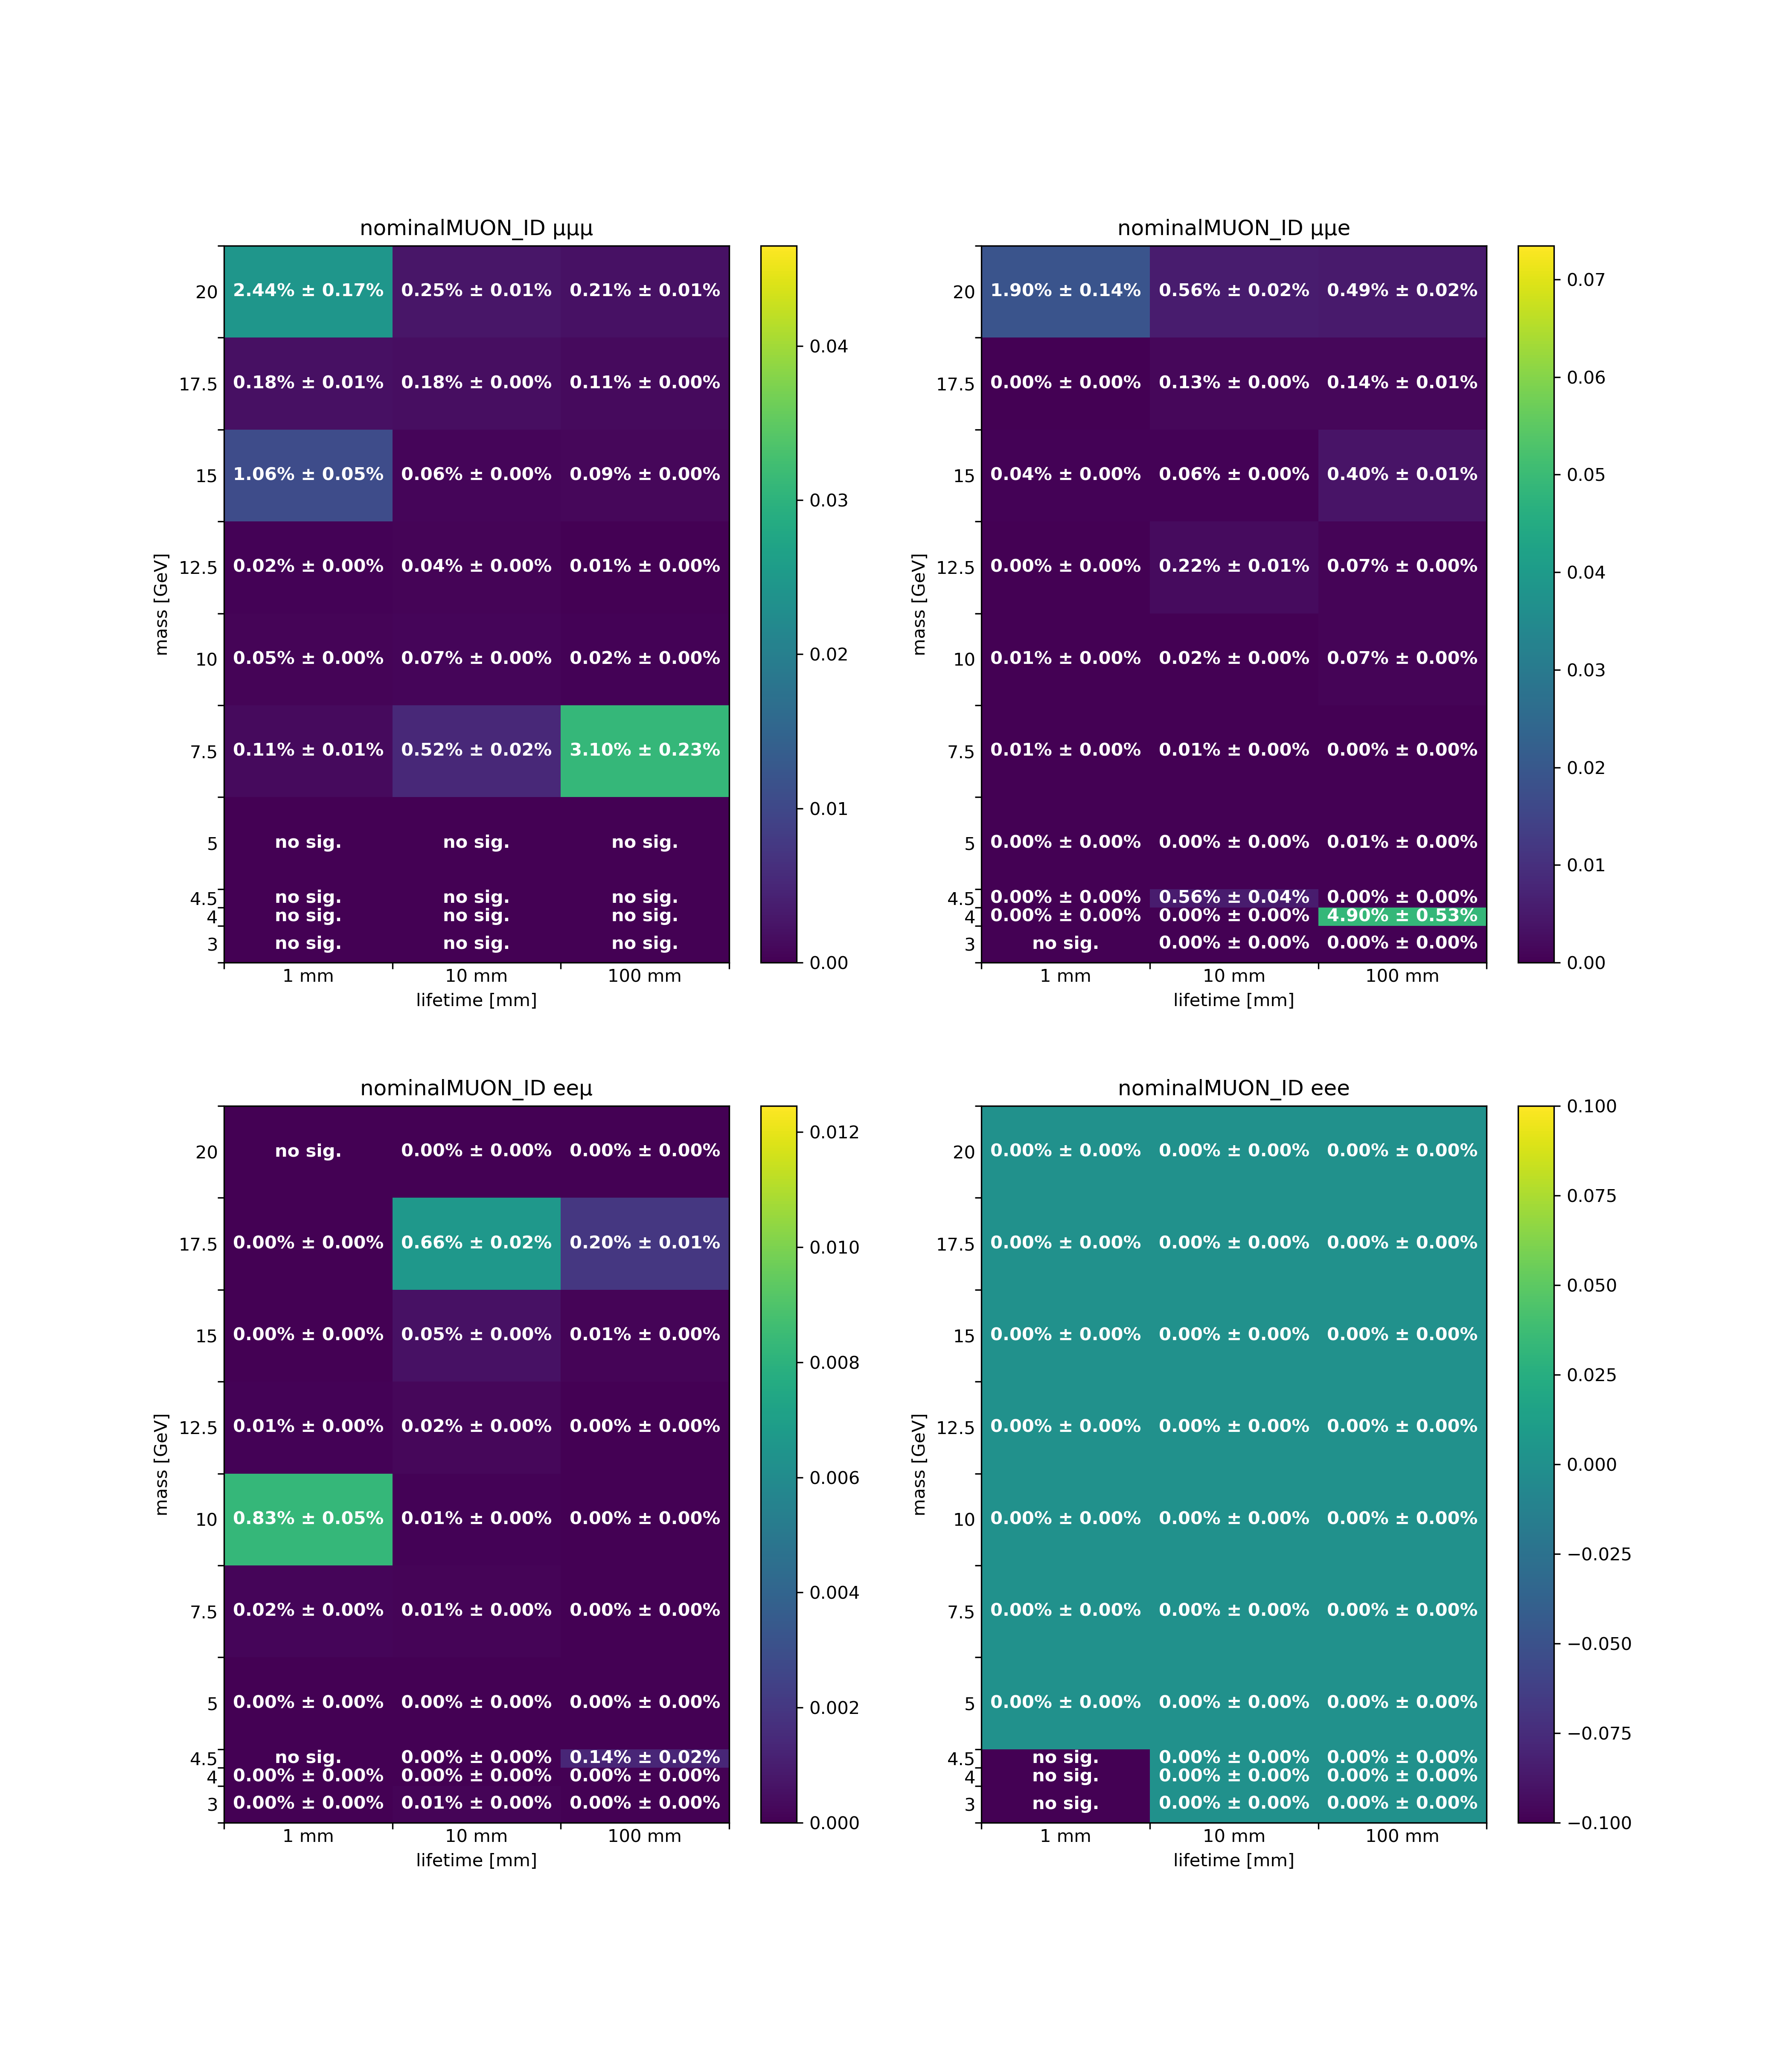 nominalMUON_ID μμμ
20 2.44% ± 0.17% 0.25% ± 0.01% 0.21% ± 0.01%
17.5 0.18% ± 0.01% 0.18% ± 0.00% 0.11% ± 0.00%
15 1.06% ± 0.05% 0.06% ± 0.00% 0.09% ± 0.00%
12.5 0.02% ± 0.00% 0.04% ± 0.00% 0.01% ± 0.00%
10 0.05% ± 0.00% 0.07% ± 0.00% 0.02% ± 0.00%
7.5 0.11% ± 0.01% 0.52% ± 0.02% 3.10% ± 0.23%
5 no sig. no sig. no sig.
4.5 no sig. no sig. no sig.
4 no sig. no sig. no sig.
3 no sig. no sig. no sig.
1 mm 10 mm 100 mm
lifetime [mm]
mass [GeV]
0.04
0.03
0.02
0.01
0.00
nominalMUON_ID μμe
20 1.90% ± 0.14% 0.56% ± 0.02% 0.49% ± 0.02%
17.5 0.00% ± 0.00% 0.13% ± 0.00% 0.14% ± 0.01%
15 0.04% ± 0.00% 0.06% ± 0.00% 0.40% ± 0.01%
12.5 0.00% ± 0.00% 0.22% ± 0.01% 0.07% ± 0.00%
10 0.01% ± 0.00% 0.02% ± 0.00% 0.07% ± 0.00%
7.5 0.01% ± 0.00% 0.01% ± 0.00% 0.00% ± 0.00%
5 0.00% ± 0.00% 0.00% ± 0.00% 0.01% ± 0.00%
4.5 0.00% ± 0.00% 0.56% ± 0.04% 0.00% ± 0.00%
4 0.00% ± 0.00% 0.00% ± 0.00% 4.90% ± 0.53%
3 no sig. 0.00% ± 0.00% 0.00% ± 0.00%
1 mm 10 mm 100 mm
lifetime [mm]
mass [GeV]
0.07
0.06
0.05
0.04
0.03
0.02
0.01
0.00
nominalMUON_ID eeμ
20 no sig. 0.00% ± 0.00% 0.00% ± 0.00%
17.5 0.00% ± 0.00% 0.66% ± 0.02% 0.20% ± 0.01%
15 0.00% ± 0.00% 0.05% ± 0.00% 0.01% ± 0.00%
12.5 0.01% ± 0.00% 0.02% ± 0.00% 0.00% ± 0.00%
10 0.83% ± 0.05% 0.01% ± 0.00% 0.00% ± 0.00%
7.5 0.02% ± 0.00% 0.01% ± 0.00% 0.00% ± 0.00%
5 0.00% ± 0.00% 0.00% ± 0.00% 0.00% ± 0.00%
4.5 no sig. 0.00% ± 0.00% 0.14% ± 0.02%
4 0.00% ± 0.00% 0.00% ± 0.00% 0.00% ± 0.00%
3 0.00% ± 0.00% 0.01% ± 0.00% 0.00% ± 0.00%
1 mm 10 mm 100 mm
lifetime [mm]
mass [GeV]
0.012
0.010
0.008
0.006
0.004
0.002
0.000
nominalMUON_ID eee
20 0.00% ± 0.00% 0.00% ± 0.00% 0.00% ± 0.00%
17.5 0.00% ± 0.00% 0.00% ± 0.00% 0.00% ± 0.00%
15 0.00% ± 0.00% 0.00% ± 0.00% 0.00% ± 0.00%
12.5 0.00% ± 0.00% 0.00% ± 0.00% 0.00% ± 0.00%
10 0.00% ± 0.00% 0.00% ± 0.00% 0.00% ± 0.00%
7.5 0.00% ± 0.00% 0.00% ± 0.00% 0.00% ± 0.00%
5 0.00% ± 0.00% 0.00% ± 0.00% 0.00% ± 0.00%
4.5 no sig. 0.00% ± 0.00% 0.00% ± 0.00%
4 no sig. 0.00% ± 0.00% 0.00% ± 0.00%
3 no sig. 0.00% ± 0.00% 0.00% ± 0.00%
1 mm 10 mm 100 mm
lifetime [mm]
mass [GeV]
0.100
0.075
0.050
0.025
0.000
−0.025
−0.050
−0.075
−0.100